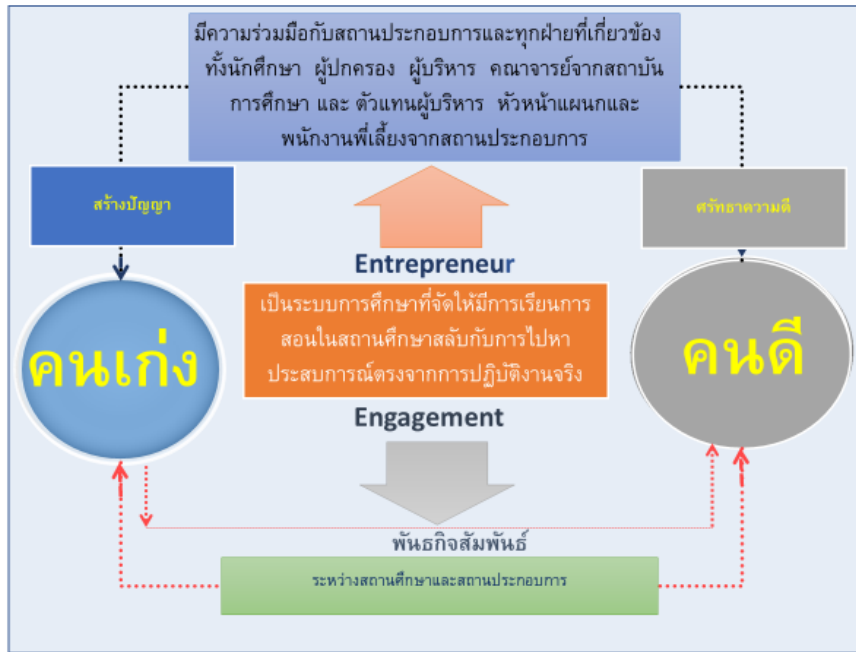 มีความร่วมมือกับสถานประกอบการและทุกฝ่ายที่เกี่ยวข้อง
ทั้งนักศึกษา ผู้ปกครอง ผู้บริหาร คณาจารย์จากสถาบัน
การศึกษา และ ตัวแทนผู้บริหาร หัวหน้าแผนกและ
พนักงานพี่เลี้ยงจากสถานประกอบการ
สร้างปัญญา
ศรัทธาความดี
Entrepreneur
คนเก่ง
เป็นระบบการศึกษาที่จัดให้มีการเรียนการ
สอนในสถานศึกษาสลับกับการไปหา
ประสบการณ์ตรงจากการปฏิบัติงานจริง
คนดี
Engagement
พันธกิจสัมพันธ์
ระหว่างสถานศึกษาและสถานประกอบการ